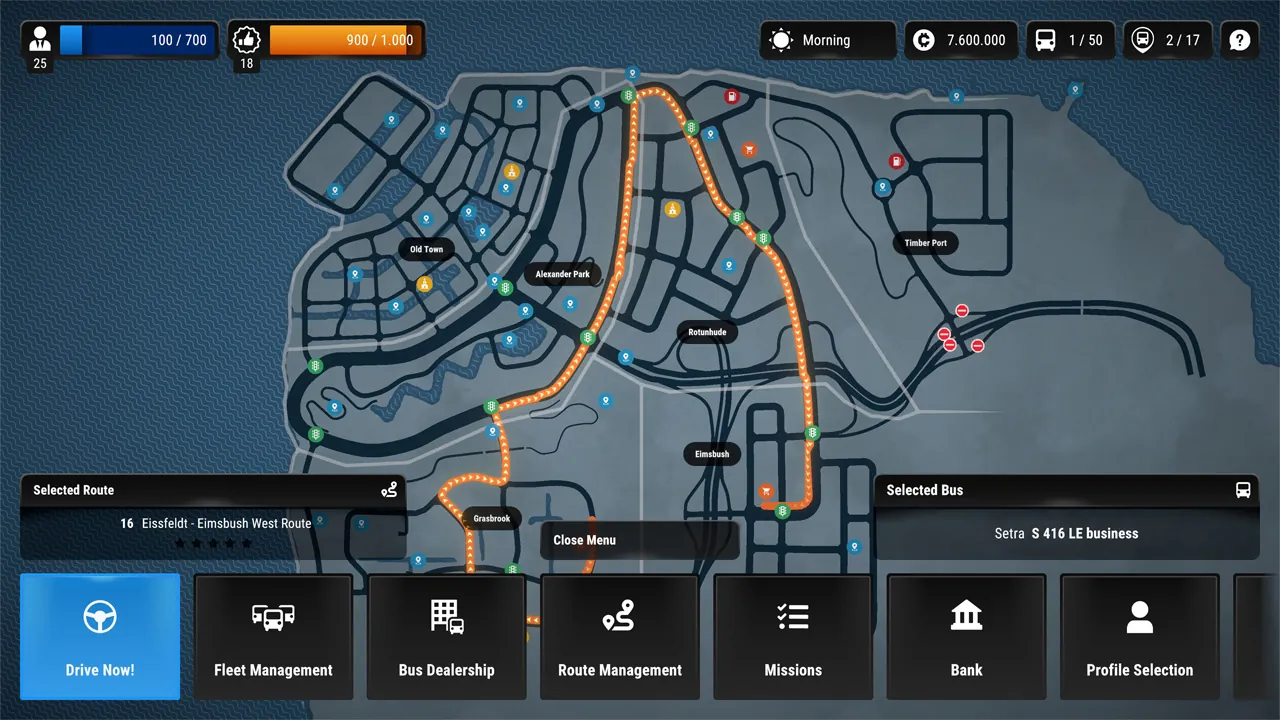 100 / 700
900 / 1.000
Morning
7.600.000
1 / 50
2 / 17
25
18
Old Town
Timber Port
Alexander Park
Rotunhude
Eimsbush
Selected Route
Selected Bus
16 Eissfeldt - Eimsbush West Route
Grasbrook
Close Menu
Setra S 416 LE business
Drive Now!
Fleet Management
Bus Dealership
Route Management
Missions
Bank
Profile Selection